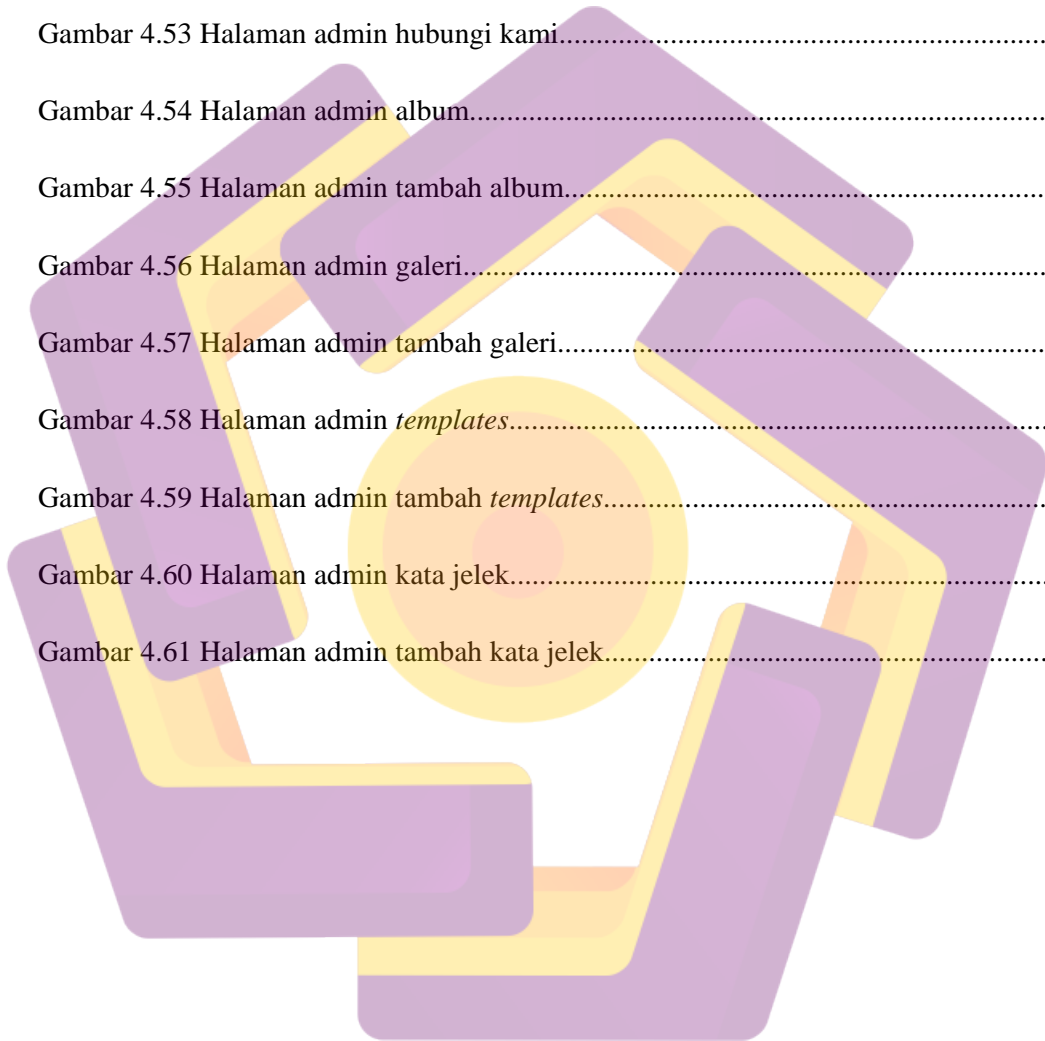 Gambar 4.53 Halaman admin hubungi kami....................................................................
Gambar 4.54 Halaman admin album................................................................................
Gambar 4.55 Halaman admin tambah album..................................................................
Gambar 4.56 Halaman admin galeri.................................................................................
Gambar 4.57 Halaman admin tambah galeri....................................................................
Gambar 4.58 Halaman admin templates..........................................................................
Gambar 4.59 Halaman admin tambah templates.............................................................
Gambar 4.60 Halaman admin kata jelek..........................................................................
Gambar 4.61 Halaman admin tambah kata jelek.............................................................